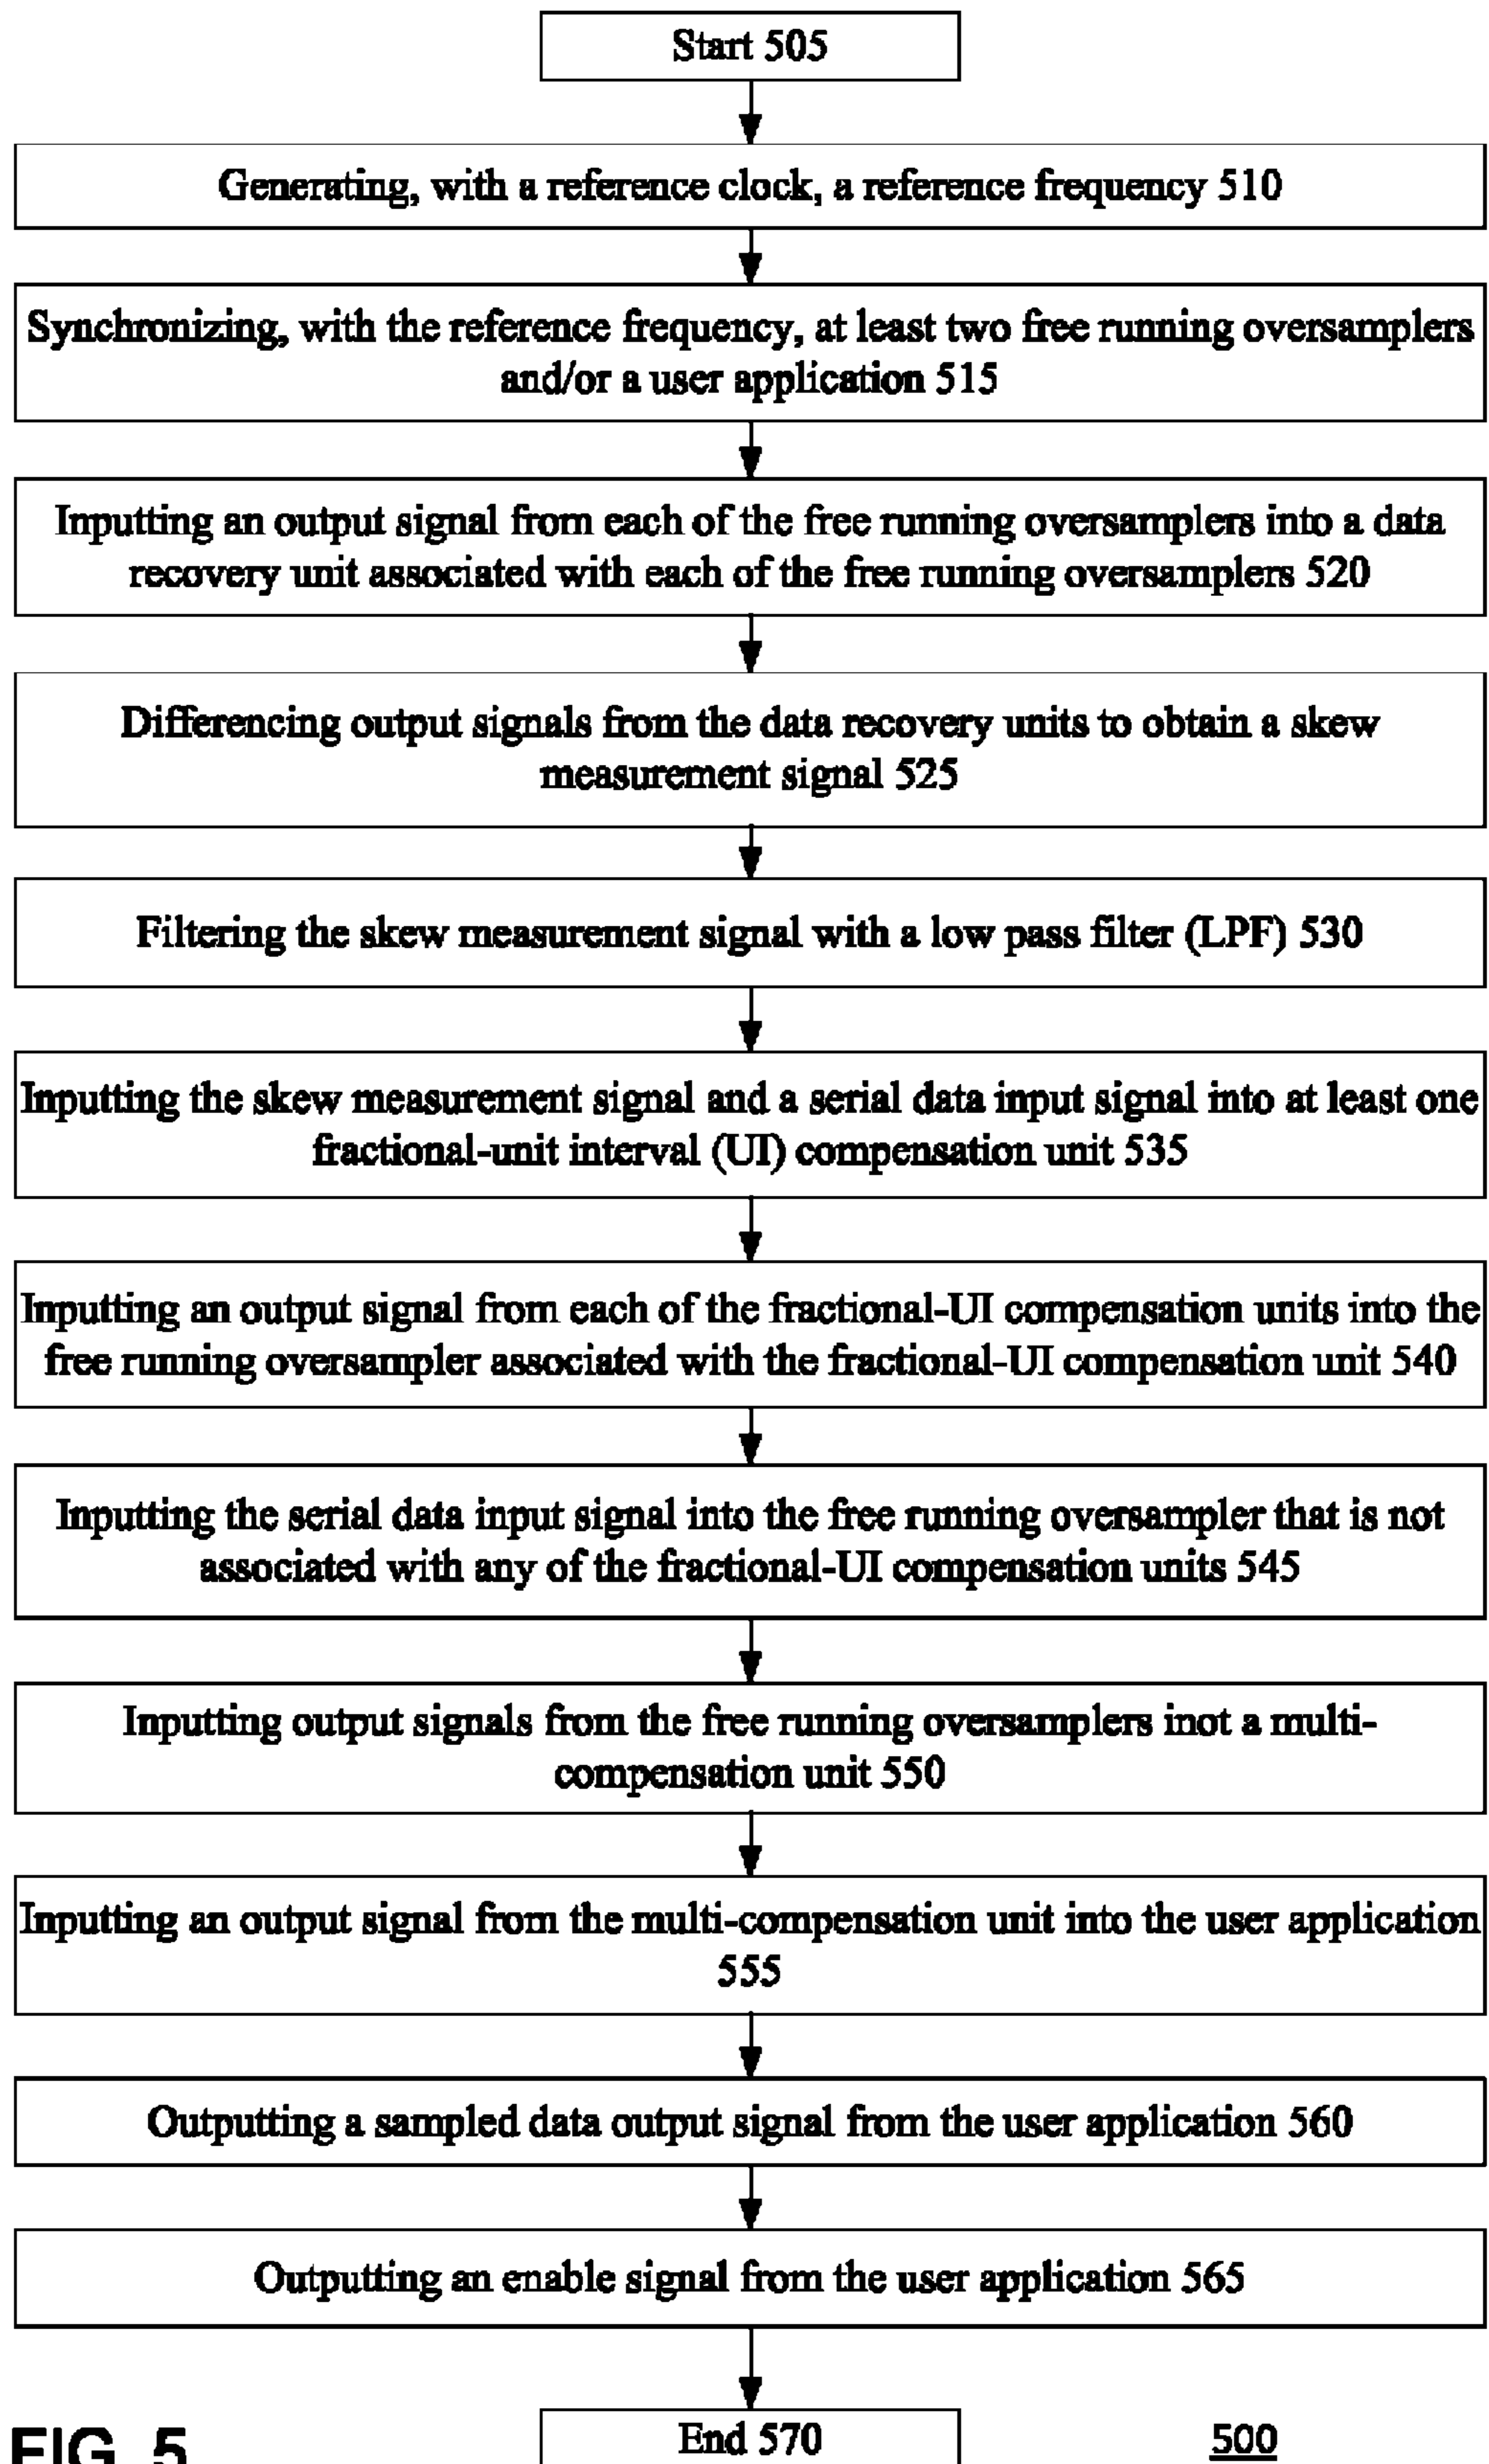 Start 505
Generating, with a reference clock, a reference frequency 510
Synchronizing, with the reference frequency, at least two free running oversamplers
and/or a user application 515
Inputting an output signal from each of the free running oversamplers into a data
recovery unit associated with each of the free running oversamplers 520
Differencing output signals from the data recovery units to obtain a skew
measurement signal 525
Filtering the skew measurement signal with a low pass filter (LPF) 530
Inputting the skew measurement signal and a serial data input signal into at least one
fractional-unit interval (UI) compensation unit 535
Inputting an output signal from each of the fractional-UI compensation units into the
free running oversampler associated with the fractional-UI compensation unit 540
Inputting the serial data input signal into the free running oversampler that is not
associated with any of the fractional-UI compensation units 545
Inputting output signals from the free running oversamplers inot a multi-
compensation unit 550
Inputting an output signal from the multi-compensation unit into the user application
555
Outputting a sampled data output signal from the user application 560
Outputting an enable signal from the user application 565
End 570
FIG. 5
500